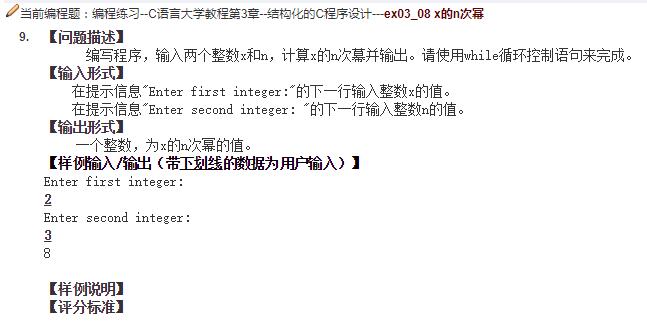 当前编程题：编程练习--C语言大学教程第3章--结构化的C程序设计---ex03_08 x的n次幂
9. 【问题描述】
编写程序，输入两个整数x和n，计算x的n次幂并输出。请使用while循环控制语句来完成。
【输入形式】
在提示信息"Enter first integer:"的下一行输入整数x的值。
在提示信息"Enter second integer: "的下一行输入整数n的值。
【输出形式】
一个整数，为x的n次幂的值。
【样例输入/输出（带下划线的数据为用户输入）】
Enter first integer:
2
Enter second integer:
3
8
【样例说明】
【评分标准】